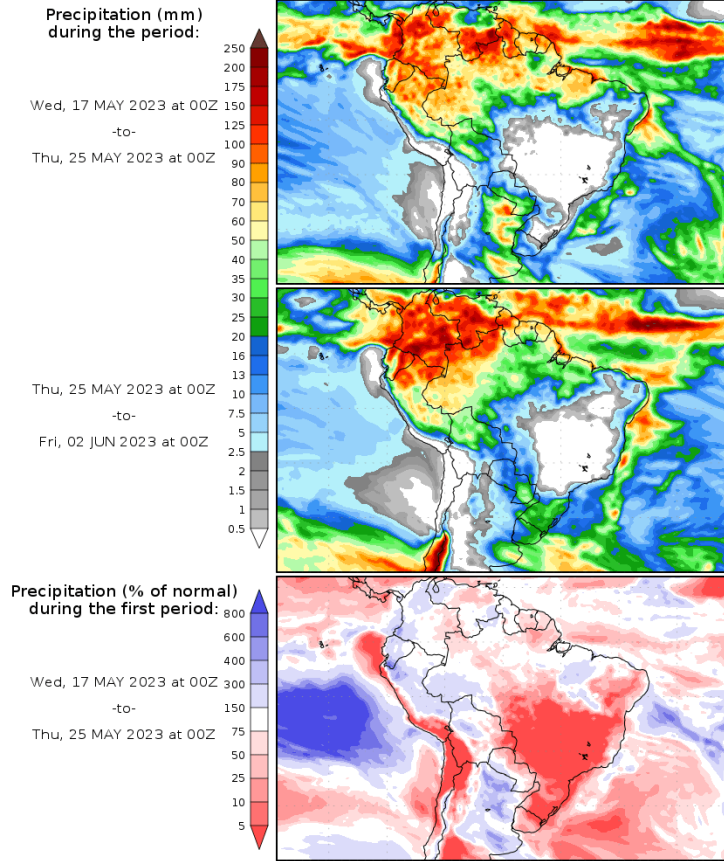 Precipitation (mm)
during the period:
Wed, 17 MAY 2023 at 00Z
-to-
Thu, 25 MAY 2023 at 00Z
250
200
175
150
125
100
90
80
70
60
50
40
35
30
25
20
16
13
10
7.5
5
2.5
2
1.5
1
0.5
Thu, 25 MAY 2023 at 00Z
-to-
Fri, 02 JUN 2023 at 00Z
Precipitation (% of normal)
during the first period:
Wed, 17 MAY 2023 at 00Z
-to-
Thu, 25 MAY 2023 at 00Z
800
600
400
300
150
75
50
25
10
5